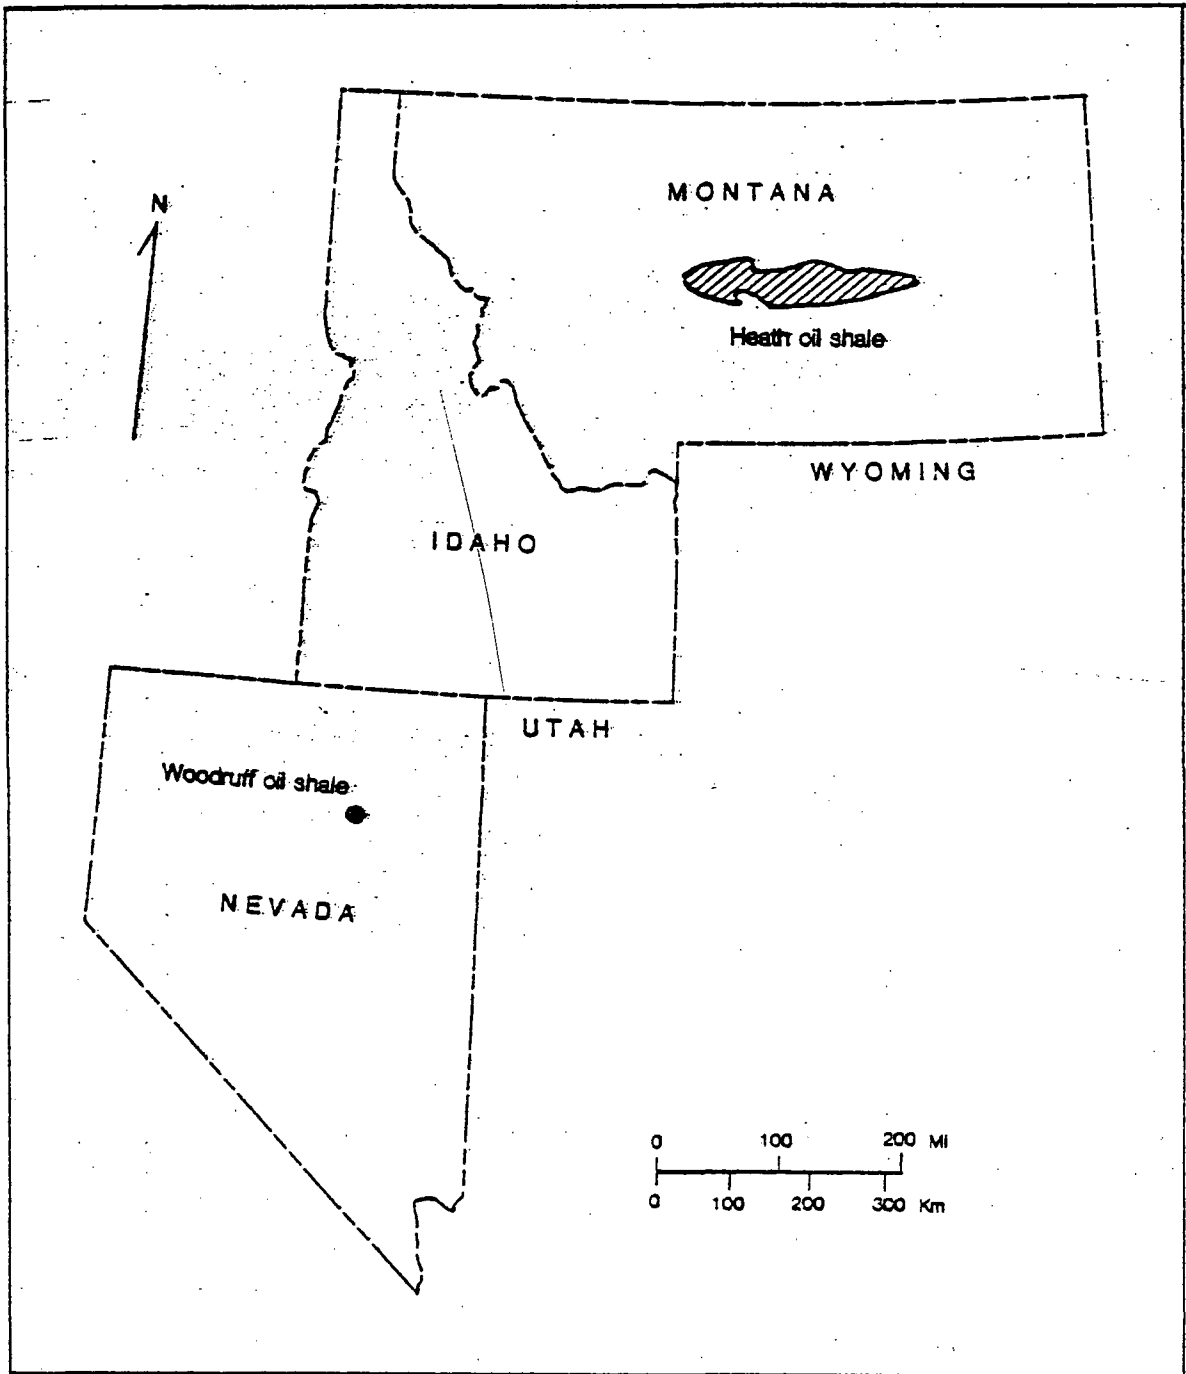 N
MONTANA
Heath oil shale
WYOMING
IDAHO
UTAH
Woodruff oil shale
NEVADA
0 100 200 Mi
0 100 200 300 Km